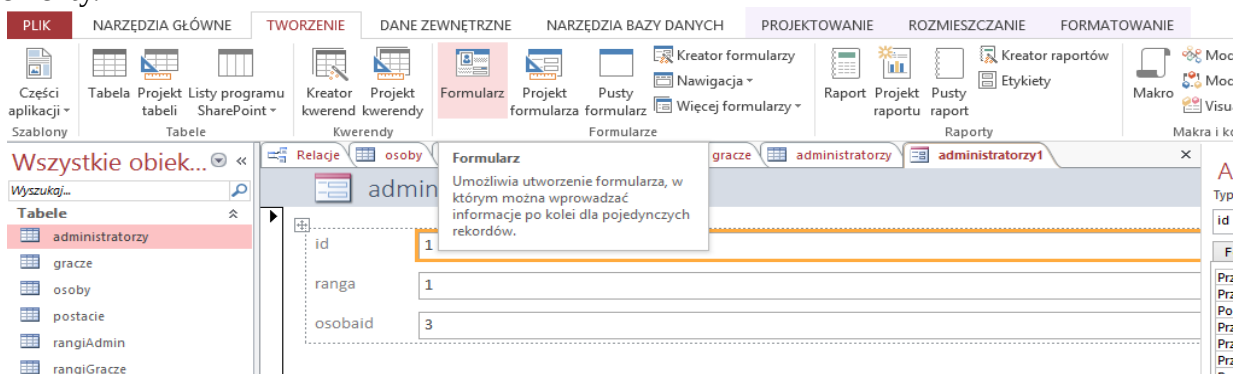 PLIK NARZĘDZIA GŁÓWNE TWORZENIE DANE ZEWNĘTRZNE NARZĘDZIA BAZY DANYCH PROJEKTOWANIE ROZMIESZCZANIE FORMATOWANIE
Części aplikacji
Tabela
Projekt tabeli
Listy programu SharePoint
Kreator kwerend
Projekt kwerendy
Formularz
Projekt formularza
Pusty formularz
Kreator formularzy
Nawigacja
Więcej formularzy
Raport
Projekt raportu
Pusty raport
Kreator raportów
Etykiety
Makro
Szablony Tabele Kwerendy Formularze Raporty Makra i
Wszystkie obiek...
Wyszukaj...
Tabele
administratorzy
gracze
osoby
postacie
rangiAdmin
rangiGracze
Relacje osoby gracze administratorzy administratorzy1
Formularz
Umożliwia utworzenie formularza, w
którym można wprowadzać
informacje po kolei dla pojedynczych
rekordów.
id 1
ranga 1
osobaid 3
id